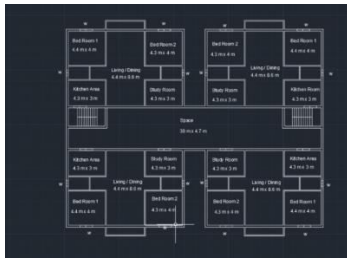 Bed Room 1
4.4 m x 4 m
Bed Room 2
4.3 m x 4 m
Living / Dining
4.4 m x 8.6 m
Kitchen Area
4.3 m x 3 m
Study Room
4.3 m x 3 m
Bed Room 2
4.3 m x 4 m
Bed Room 1
4.4 m x 4 m
Living / Dining
4.4 m x 8.6 m
Study Room
4.3 m x 3 m
Kitchen Room
4.3 m x 3 m
Space
39 m x 4.7 m
Kitchen Area
4.3 m x 3 m
Study Room
4.3 m x 3 m
Living / Dining
4.4 m x 8.6 m
Bed Room 1
4.4 m x 4 m
Bed Room 2
4.3 m x 4 m
Study Room
4.3 m x 3 m
Kitchen Area
4.3 m x 3 m
Living / Dining
4.4 m x 8.6 m
Bed Room 2
4.3 m x 4 m
Bed Room 1
4.4 m x 4 m